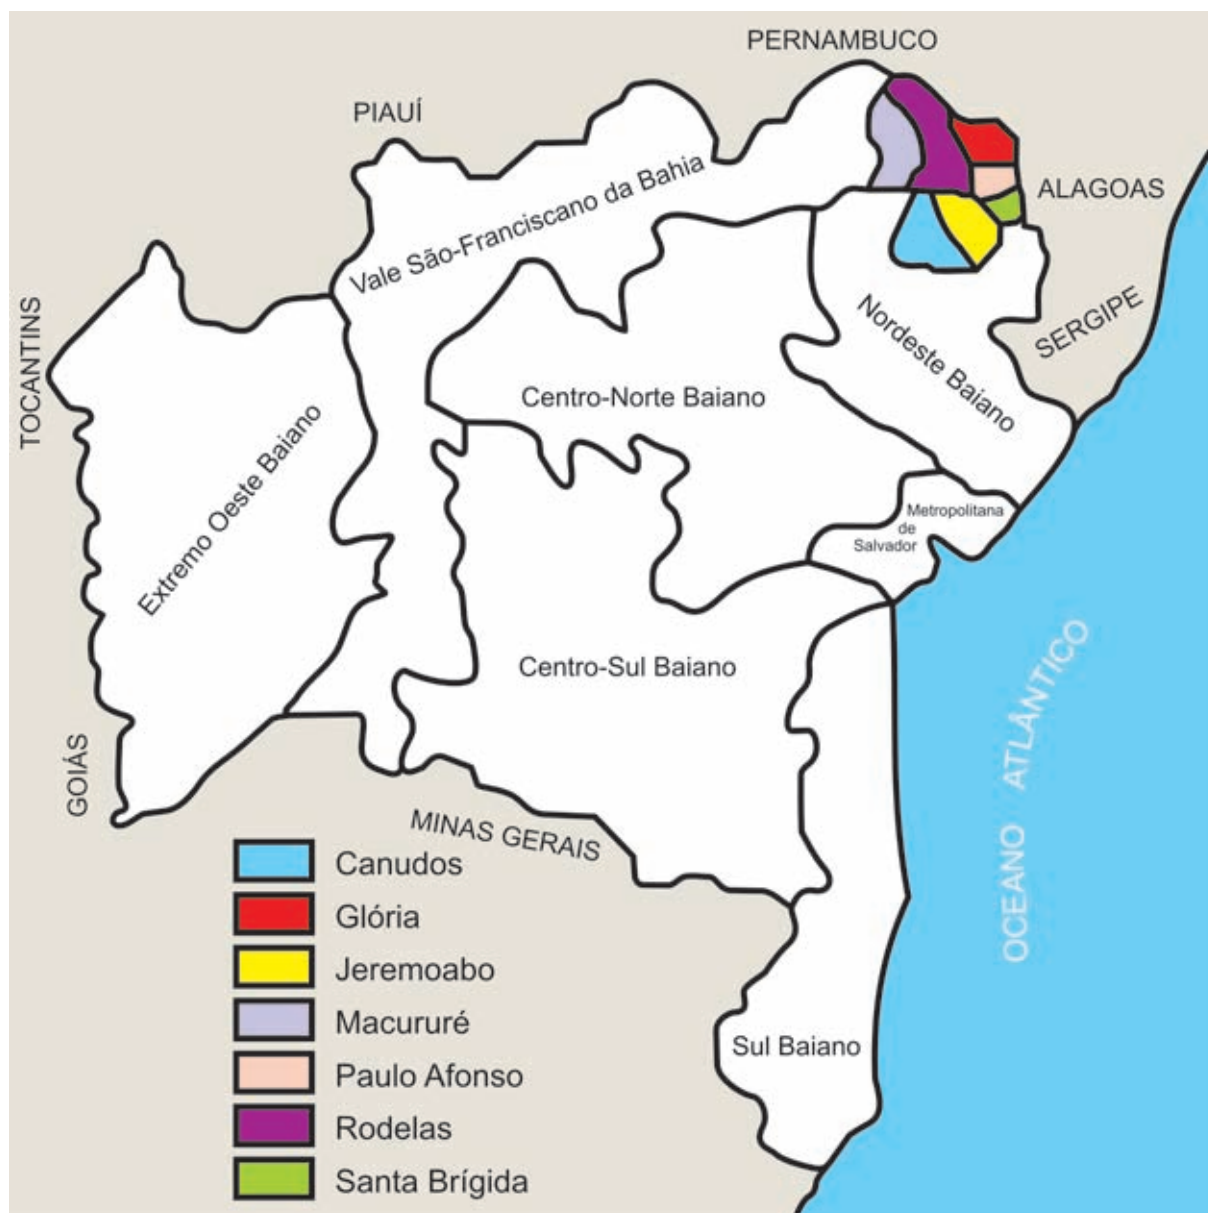 PERNAMBUCO
PIAUÍ
ALAGOAS
Vale São-Franciscano da Bahia
TOCANTINS
SERGIPE
Nordeste Baiano
Centro-Norte Baiano
Extremo Oeste Baiano
Metropolitana
de
Salvador
Centro-Sul Baiano
OCEANO ATLÂNTICO
GOIÁS
MINAS GERAIS
Canudos
Glória
Jeremoabo
Macururé
Sul Baiano
Paulo Afonso
Rodelas
Santa Brígida